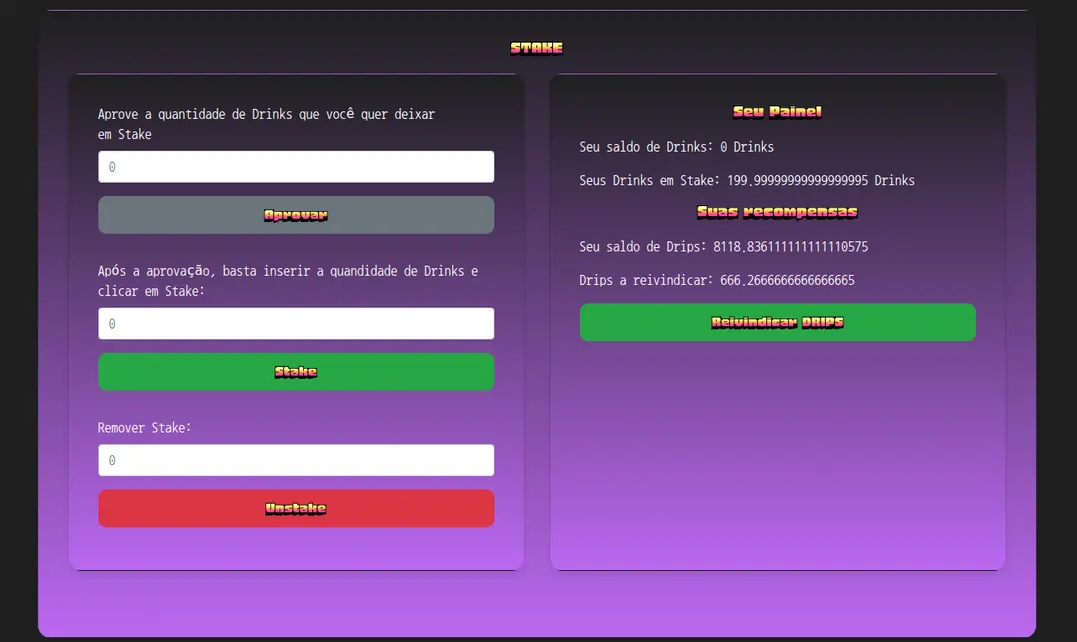 STAKE
Aprove a quantidade de Drinks que você quer deixar
em Stake
0
Aprovar
Após a aprovação, basta inserir a quandidade de Drinks e
clicar em Stake:
0
Stake
Remover Stake:
0
Unstake
Seu Painel
Seu saldo de Drinks: 0 Drinks
Seus Drinks em Stake: 199.99999999999999995 Drinks
Suas recompensas
Seu saldo de Drips: 8118.836111111111110575
Drips a reivindicar: 666.2666666666666665
Reivindicar DRIPS